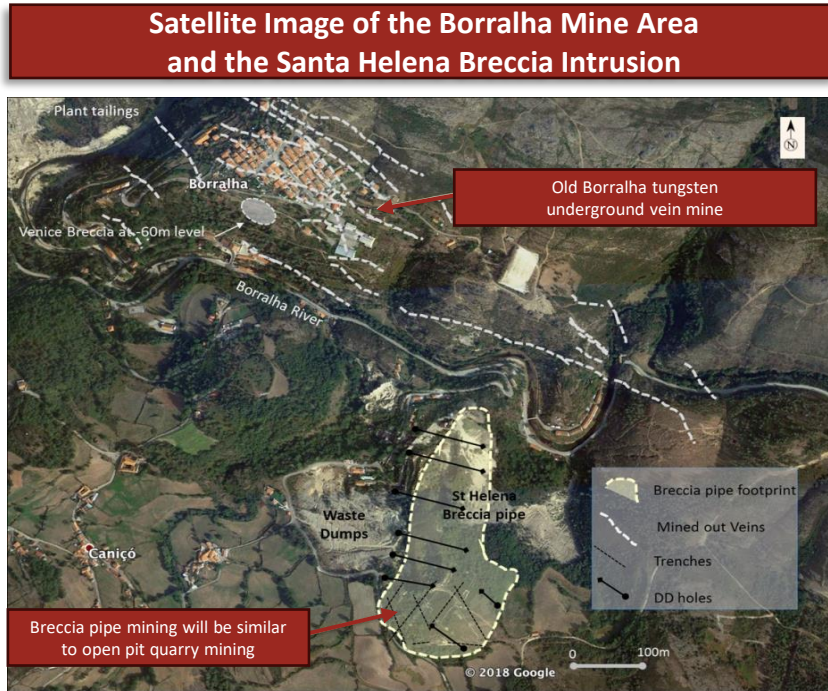 Satellite Image of the Borralha Mine Area
and the Santa Helena Breccia Intrusion
Plant tailings
N
Borralha
Old Borralha tungsten
underground vein mine
Venice Breccia at -60m level
Borralha River
St Helena
Breccia pipe
Waste
Dumps
Caniçó
Breccia pipe footprint
Mined out Veins
Trenches
DD holes
Breccia pipe mining will be similar
to open pit quarry mining
© 2018 Google
0 100m